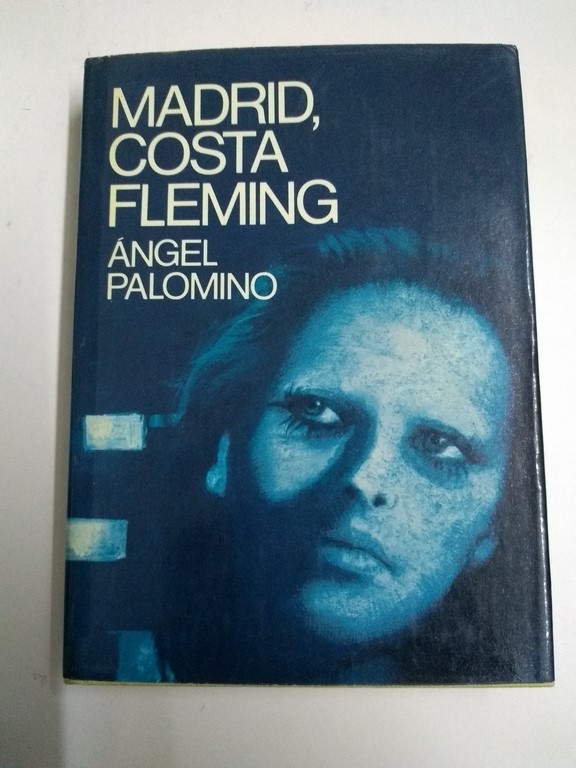 MADRID,
COSTA
FLEMING
ÁNGEL
PALOMINO